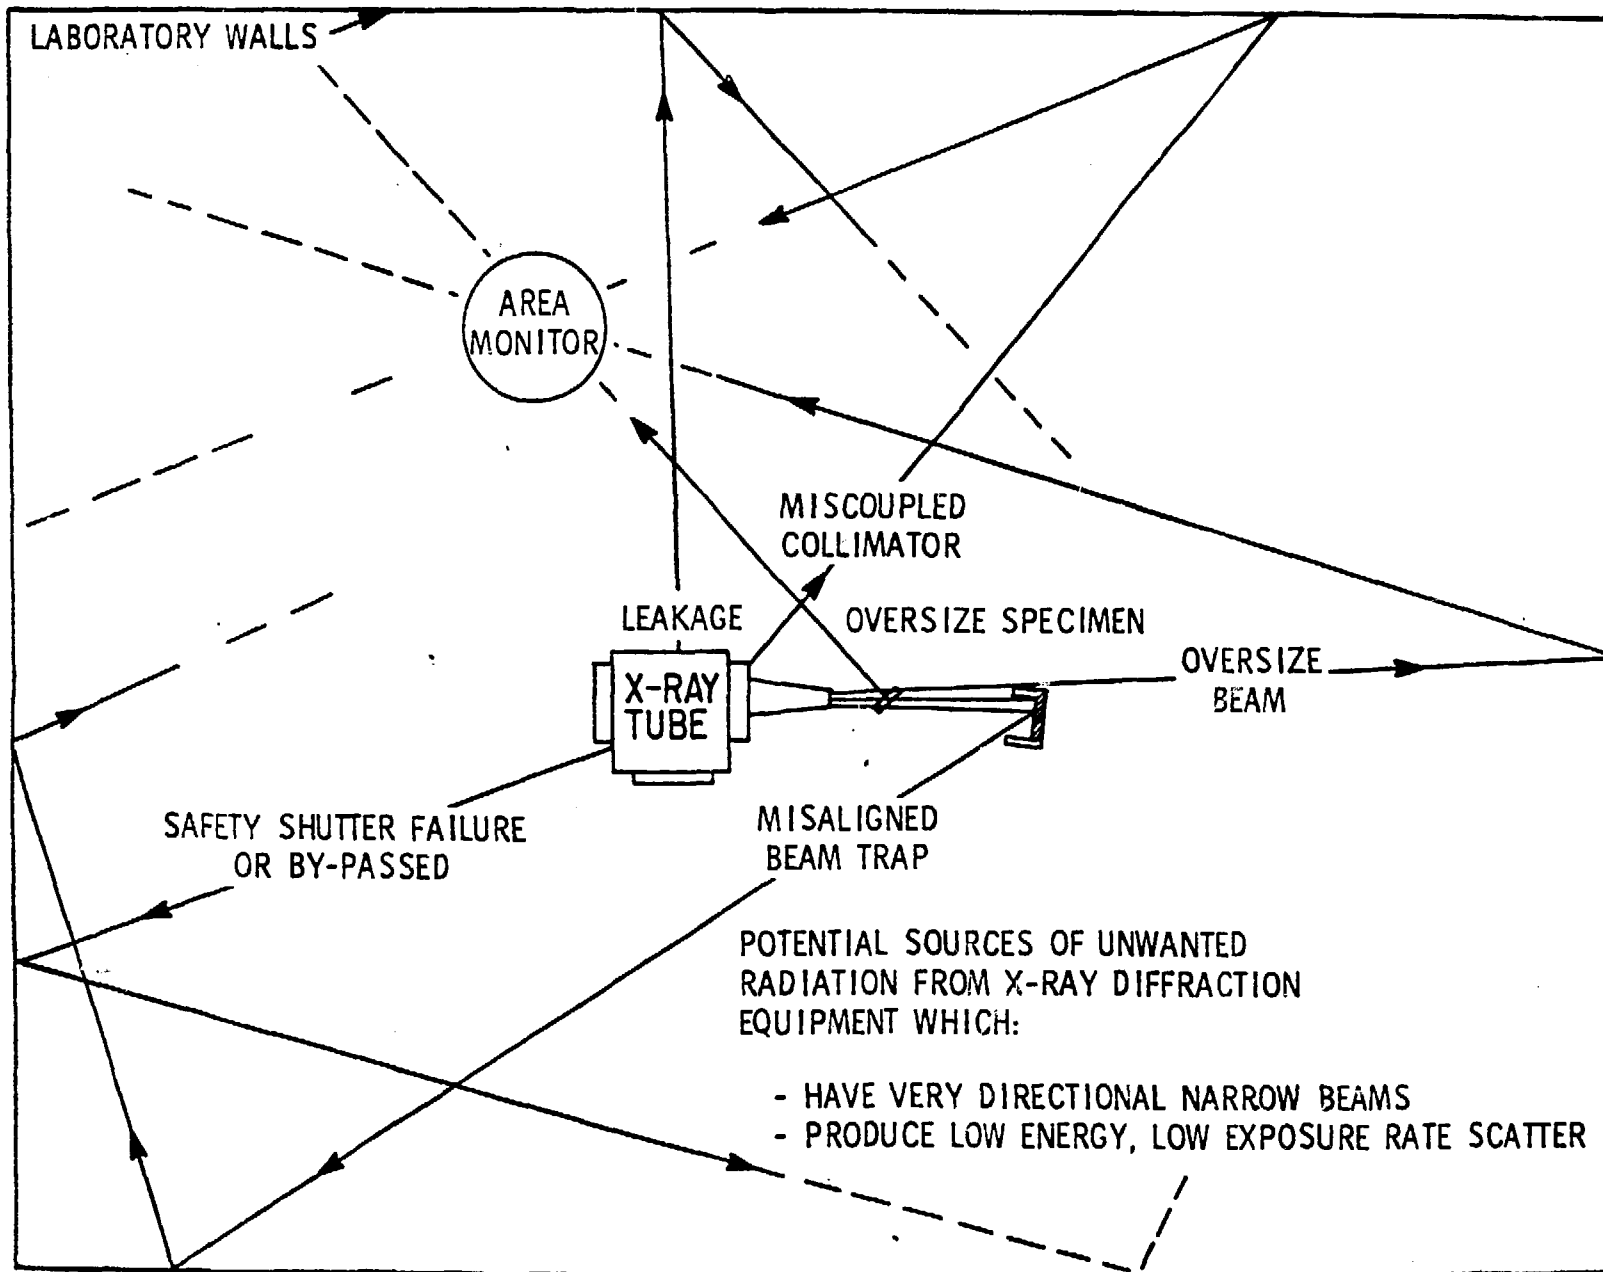 LABORATORY WALLS
AREA
MONITOR
MISCOUPLED
COLLIMATOR
LEAKAGE
OVERSIZE SPECIMEN
X-RAY
TUBE
OVERSIZE
BEAM
SAFETY SHUTTER FAILURE
OR BY-PASSED
MISALIGNED
BEAM TRAP
POTENTIAL SOURCES OF UNWANTED
RADIATION FROM X-RAY DIFFRACTION
EQUIPMENT WHICH:
- HAVE VERY DIRECTIONAL NARROW BEAMS
- PRODUCE LOW ENERGY, LOW EXPOSURE RATE SCATTER